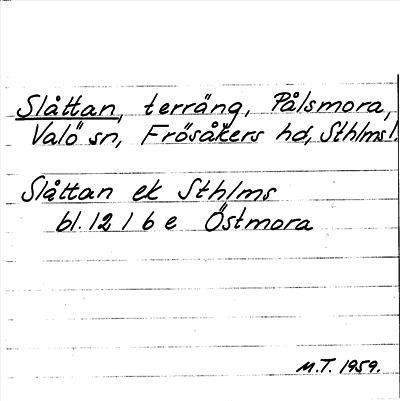 Slåttan, terräng, Pålsmora,
Valö sn, Frösåkers hd, Sthlms l.
Slåttan ek Sthlms
bl. 12 I 6 e Östmora
M.T. 1959.